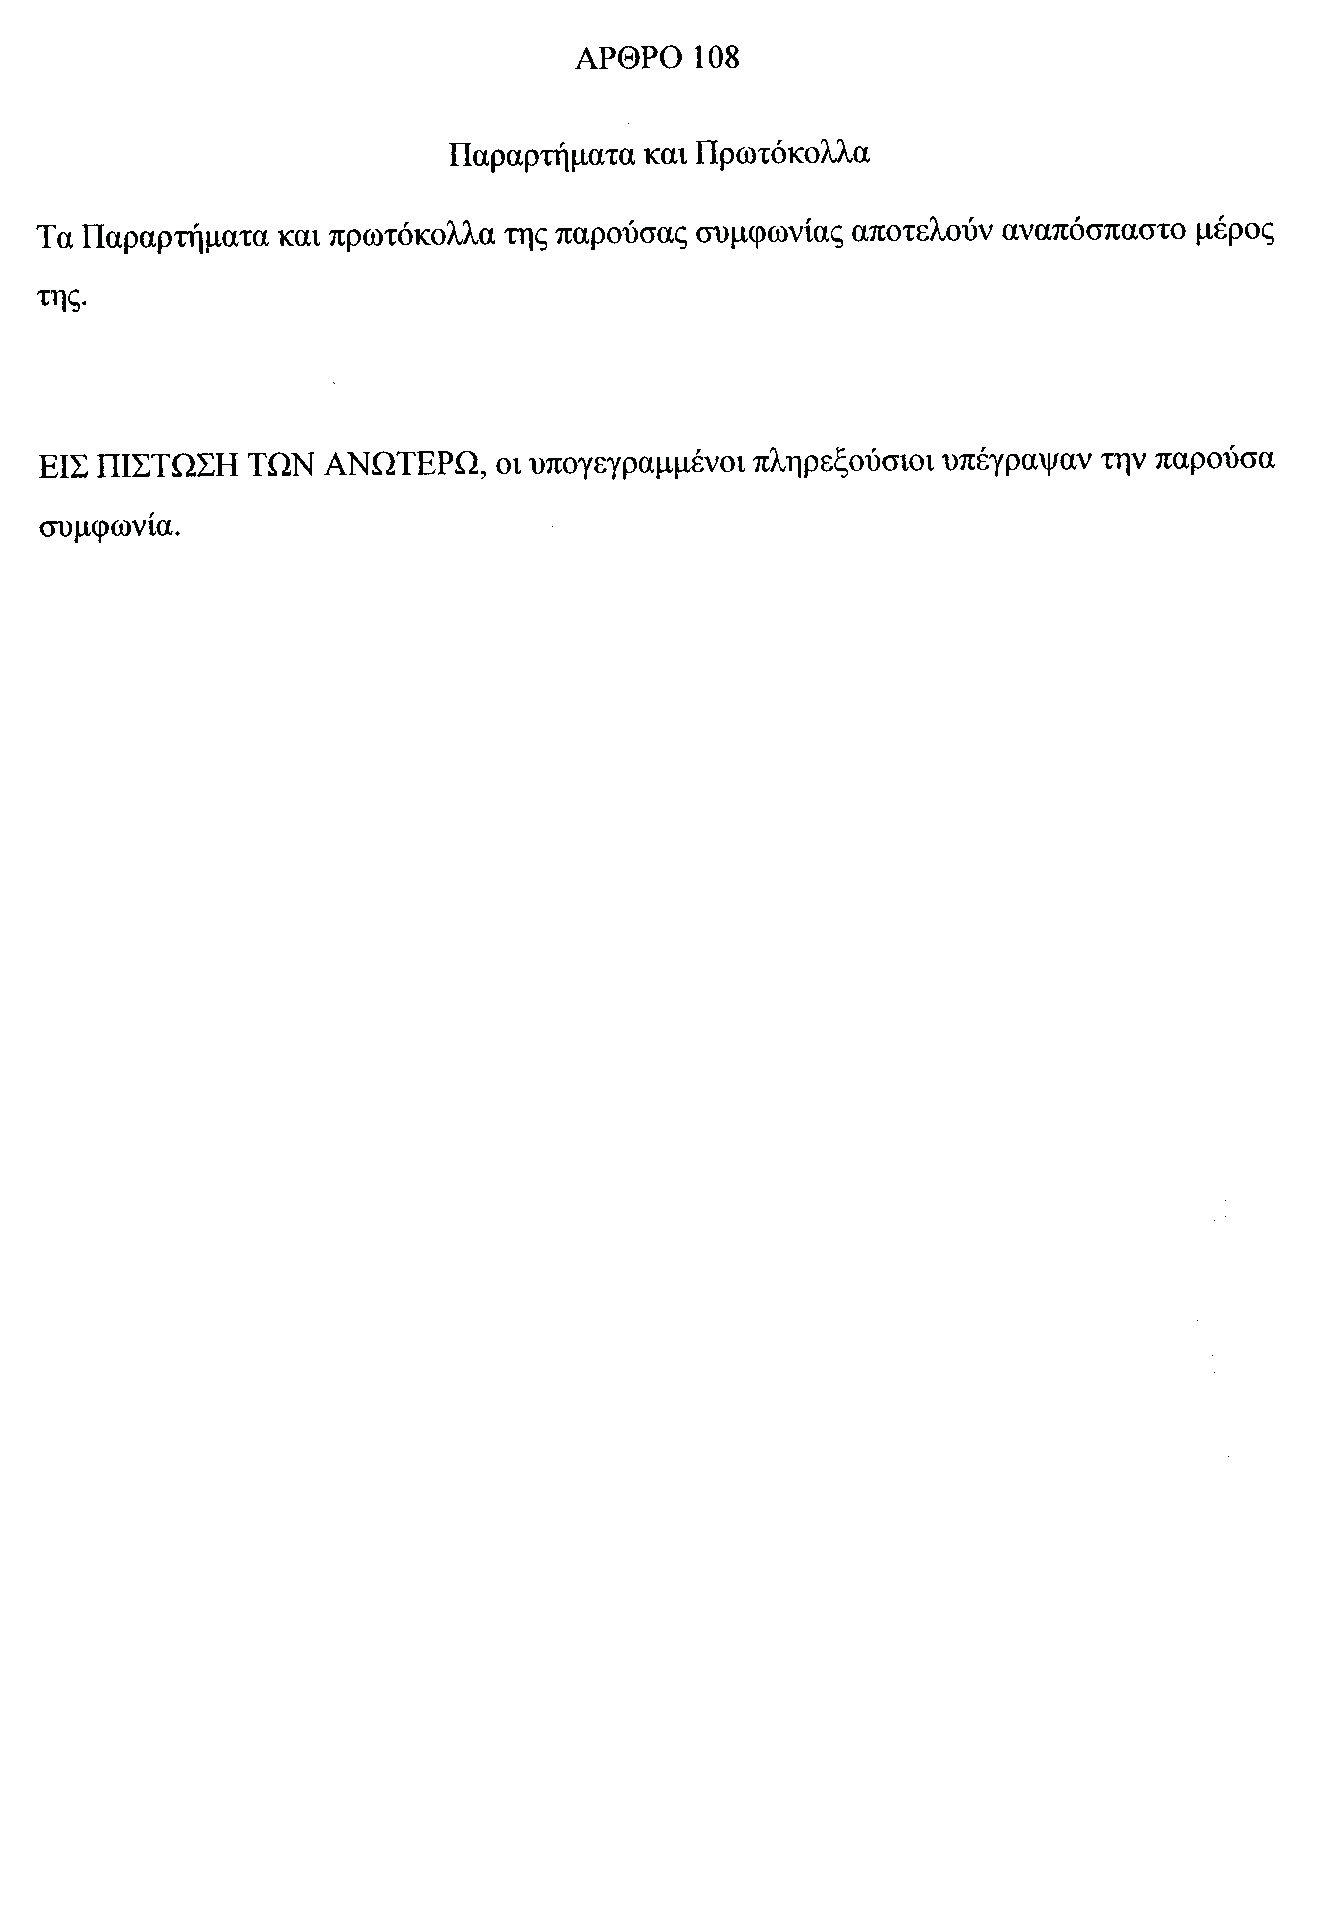 ΑΡΘΡΟ 108
Παραρτήματα και Πρωτόκολλα
Τα Παραρτήματα και πρωτόκολλα της παρούσας συμφωνίας αποτελούν αναπόσπαστο μέρος
της.
ΕΙΣ ΠΙΣΤΩΣΗ ΤΩΝ ΑΝΩΤΕΡΩ, οι υπογεγραμμένοι πληρεξούσιοι υπέγραψαν την παρούσα
συμφωνία.